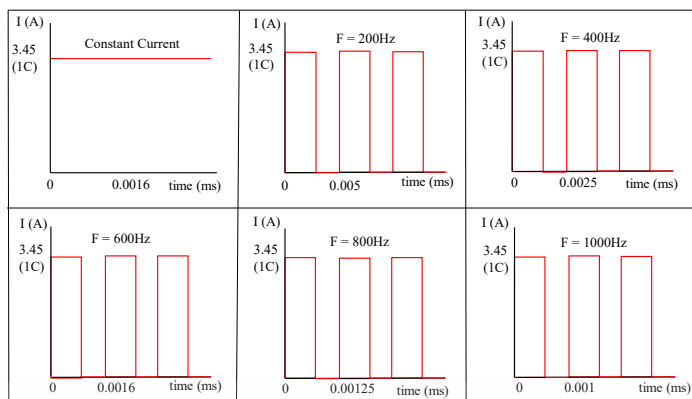 I (A)
Constant Current
3.45
(1C)
0
0.0016
time (ms)
I (A)
F = 200Hz
3.45
(1C)
0
0.005
time (ms)
I (A)
F = 400Hz
3.45
(1C)
0
0.0025
time (ms)
I (A)
F = 600Hz
3.45
(1C)
0
0.0016
time (ms)
I (A)
F = 800Hz
3.45
(1C)
0
0.00125
time (ms)
I (A)
F = 1000Hz
3.45
(1C)
0
0.001
time (ms)